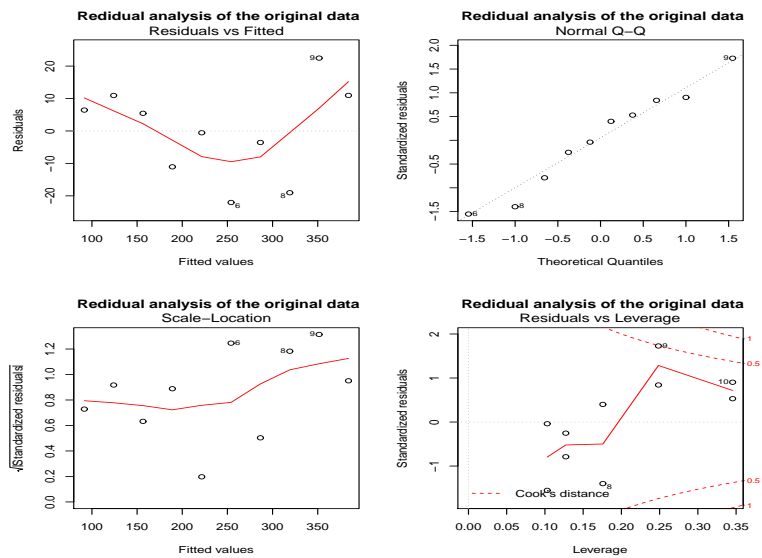 Redidual analysis of the original data
Residuals vs Fitted
Residuals
20
10
0
−10
−20
9
6
8
100 150 200 250 300 350
Fitted values
Redidual analysis of the original data
Normal Q−Q
Standardized residuals
2.0
1.5
0.5
−0.5
−1.5
9
6
8
−1.5 −1.0 −0.5 0.0 0.5 1.0 1.5
Theoretical Quantiles
Redidual analysis of the original data
Scale−Location
√|Standardized residuals|
1.2
1.0
0.8
0.6
0.4
0.2
0.0
9
6
8
100 150 200 250 300 350
Fitted values
Redidual analysis of the original data
Residuals vs Leverage
Standardized residuals
2
1
0
−1
1
0.5
0.5
1
9
10
8
Cook's distance
0.00 0.05 0.10 0.15 0.20 0.25 0.30 0.35
Leverage